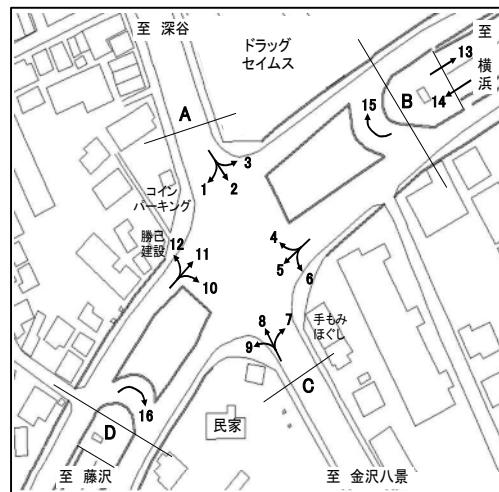 至 深谷
ドラッグ
セイムス
至
横
浜
13
14
15
B
A
3
1
2
コイン
パーキング
勝己
建設
12
11
10
4
5
6
手もみ
ほぐし
8
7
9
C
16
D
民家
至 藤沢
至 金沢八景